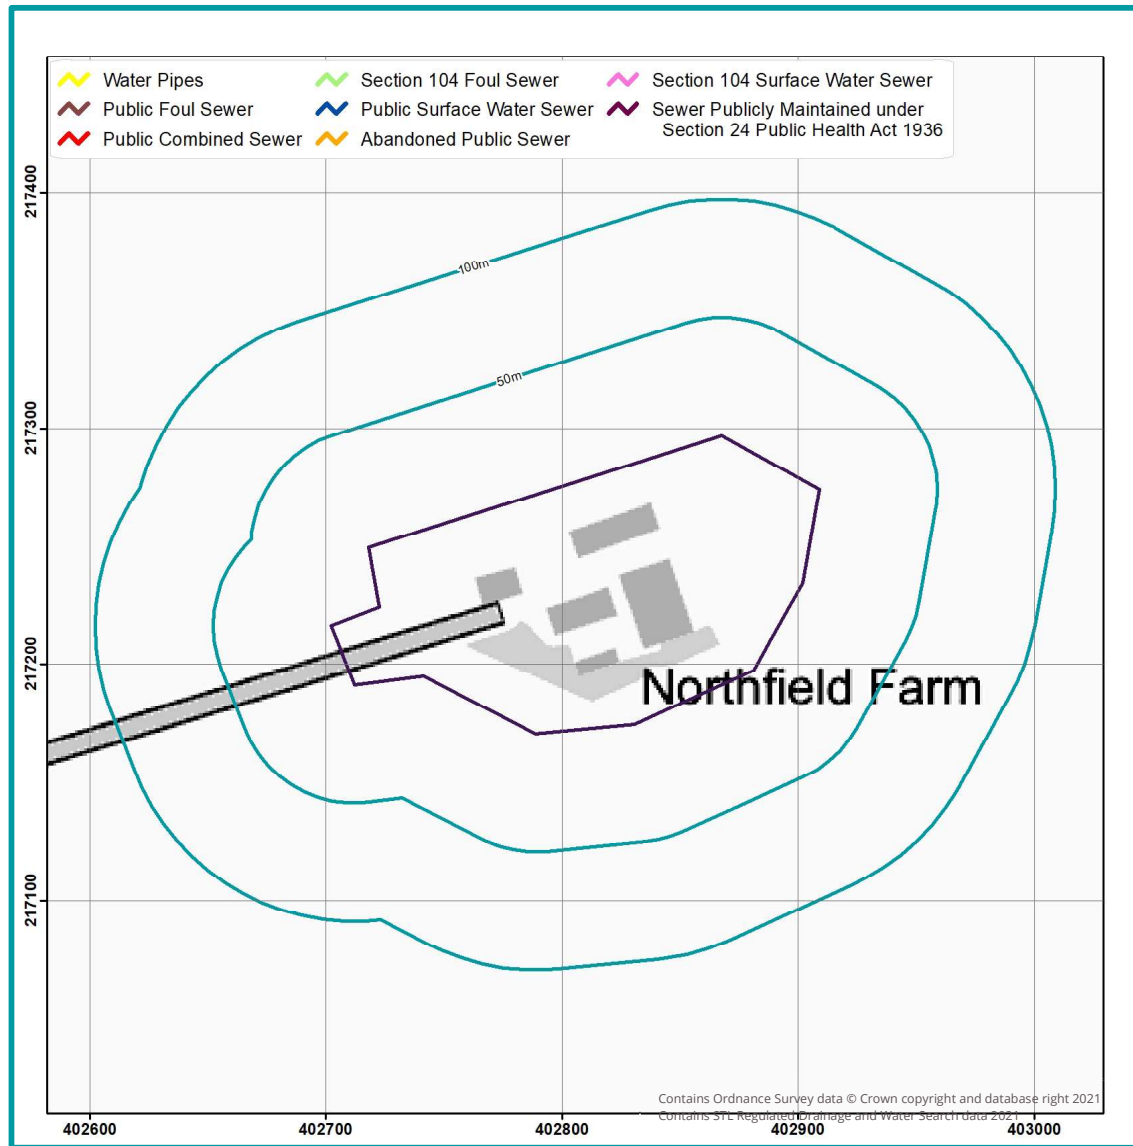 Water Pipes
Section 104 Foul Sewer
Section 104 Surface Water Sewer
Public Foul Sewer
Public Surface Water Sewer
Sewer Publicly Maintained under
Section 24 Public Health Act 1936
Public Combined Sewer
Abandoned Public Sewer
217400
100m
50m
217300
217200
Northfield Farm
217100
Contains Ordnance Survey data © Crown copyright and database right 2021
Contains STL Regulated Drainage and Water Search data 2021
402600
402700
402800
402900
403000